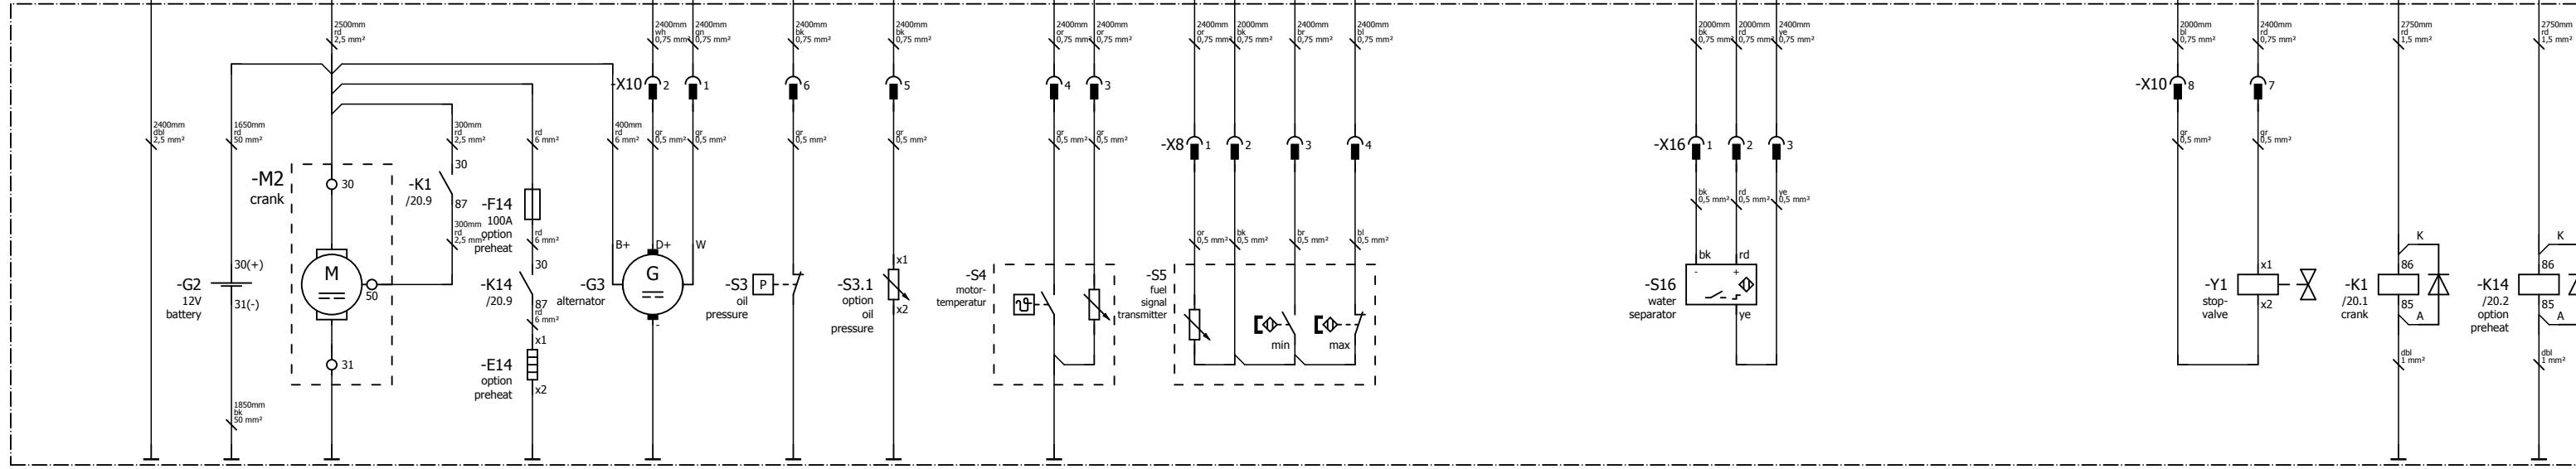 2500mm
rd
2,5 mm²
2400mm
wh
0,75 mm²
2400mm
gn
0,75 mm²
2400mm
bk
0,75 mm²
2400mm
bk
0,75 mm²
2400mm
or
0,75 mm²
2400mm
or
0,75 mm²
2400mm
or
0,75 mm²
2000mm
bk
0,75 mm²
2400mm
br
0,75 mm²
2400mm
bl
0,75 mm²
2000mm
bk
0,75 mm²
2000mm
rd
0,75 mm²
2400mm
ye
0,75 mm²
2000mm
bl
0,75 mm²
2400mm
rd
0,75 mm²
2750mm
rd
1,5 mm²
2750mm
rd
1,5 mm²
-X10
2
1
6
5
4
3
-X10
8
7
2400mm
dbl
2,5 mm²
1650mm
rd
50 mm²
300mm
rd
2,5 mm²
rd
6 mm²
400mm
rd
6 mm²
gr
0,5 mm²
gr
0,5 mm²
gr
0,5 mm²
gr
0,5 mm²
gr
0,5 mm²
gr
0,5 mm²
-X8
1
2
3
4
-X16
1
2
3
gr
0,5 mm²
gr
0,5 mm²
-M2
crank
30
M
50
31
-K1
/20.9
30
87
300mm
rd
2,5 mm²
-F14
100A
option
preheat
rd
6 mm²
-K14
/20.9
30
87
rd
6 mm²
-E14
option
preheat
x1
x2
-G2
12V
battery
30(+)
31(-)
1850mm
bk
50 mm²
-G3
alternator
B+
D+
W
G
-
-S3
oil
pressure
P
-S3.1
option
oil
pressure
x1
x2
-S4
motor-
temperatur
-S5
fuel
signal
transmitter
or
0,5 mm²
bk
0,5 mm²
br
0,5 mm²
bl
0,5 mm²
min
max
bk
0,5 mm²
rd
0,5 mm²
ye
0,5 mm²
-S16
water
separator
bk
rd
-
+
ye
-Y1
stop-
valve
x1
x2
-K1
/20.1
crank
K
86
85
A
dbl
1 mm²
-K14
/20.2
option
preheat
K
86
85
A
dbl
1 mm²